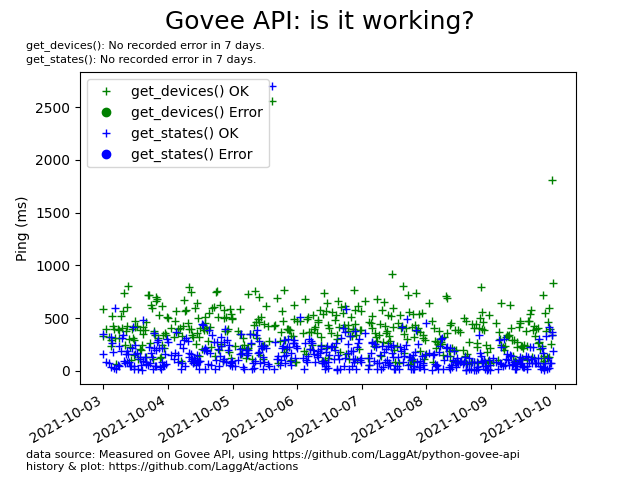 Govee API: is it working?
get_devices(): No recorded error in 7 days.
get_states(): No recorded error in 7 days.
get_devices() OK
get_devices() Error
get_states() OK
get_states() Error
Ping (ms)
2500
2000
1500
1000
500
0
2021-10-03
2021-10-04
2021-10-05
2021-10-06
2021-10-07
2021-10-08
2021-10-09
2021-10-10
data source: Measured on Govee API, using https://github.com/LaggAt/python-govee-api
history & plot: https://github.com/LaggAt/actions